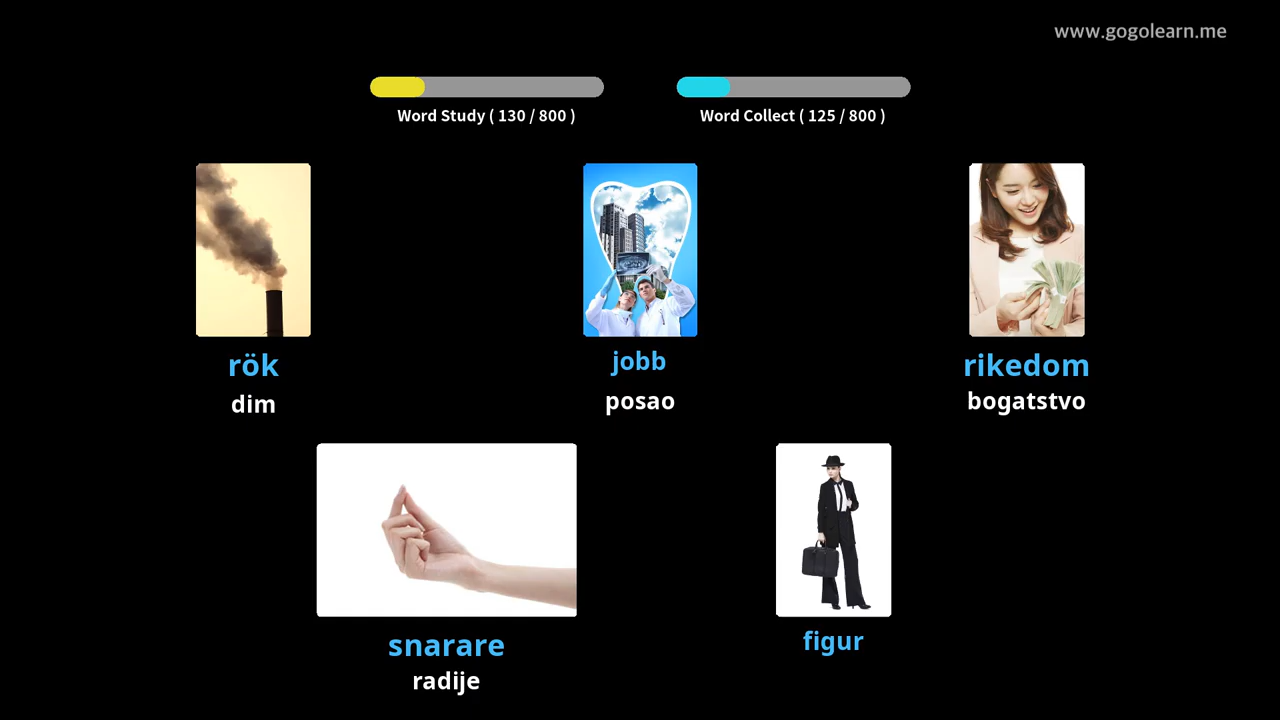 www.gogolearn.me
Word Study ( 130 / 800 )
Word Collect ( 125 / 800 )
rök
dim
jobb
posao
rikedom
bogatstvo
snarare
radije
figur